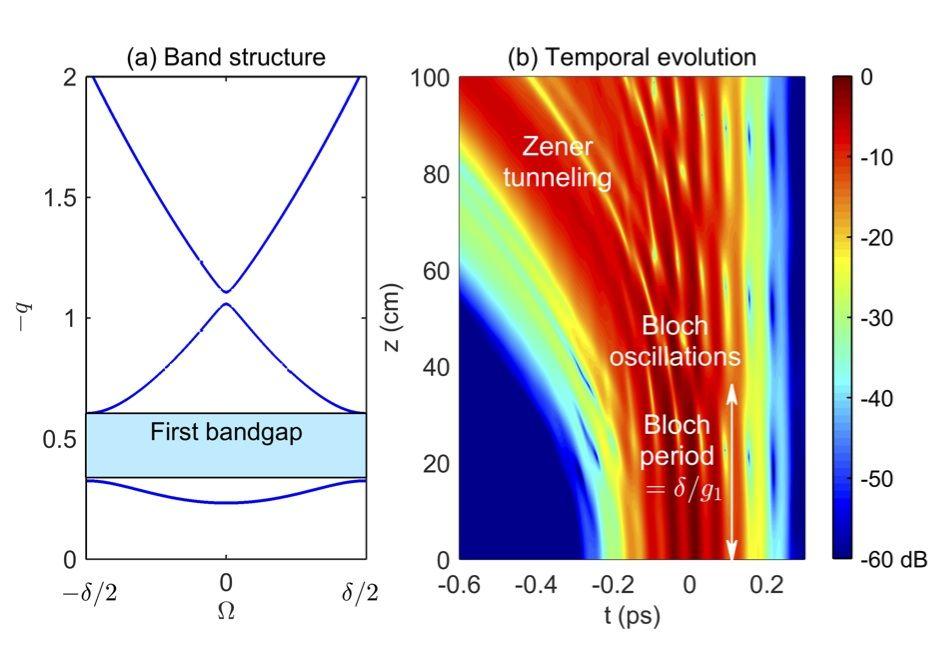 (a) Band structure
2
1.5
1
0.5
0
−q
First bandgap
−δ/2
0
δ/2
Ω
(b) Temporal evolution
100
80
60
40
20
0
z (cm)
Zener
tunneling
Bloch
oscillations
Bloch
period
= δ/g₁
-0.6
-0.4
-0.2
0
0.2
t (ps)
0
-10
-20
-30
-40
-50
-60 dB